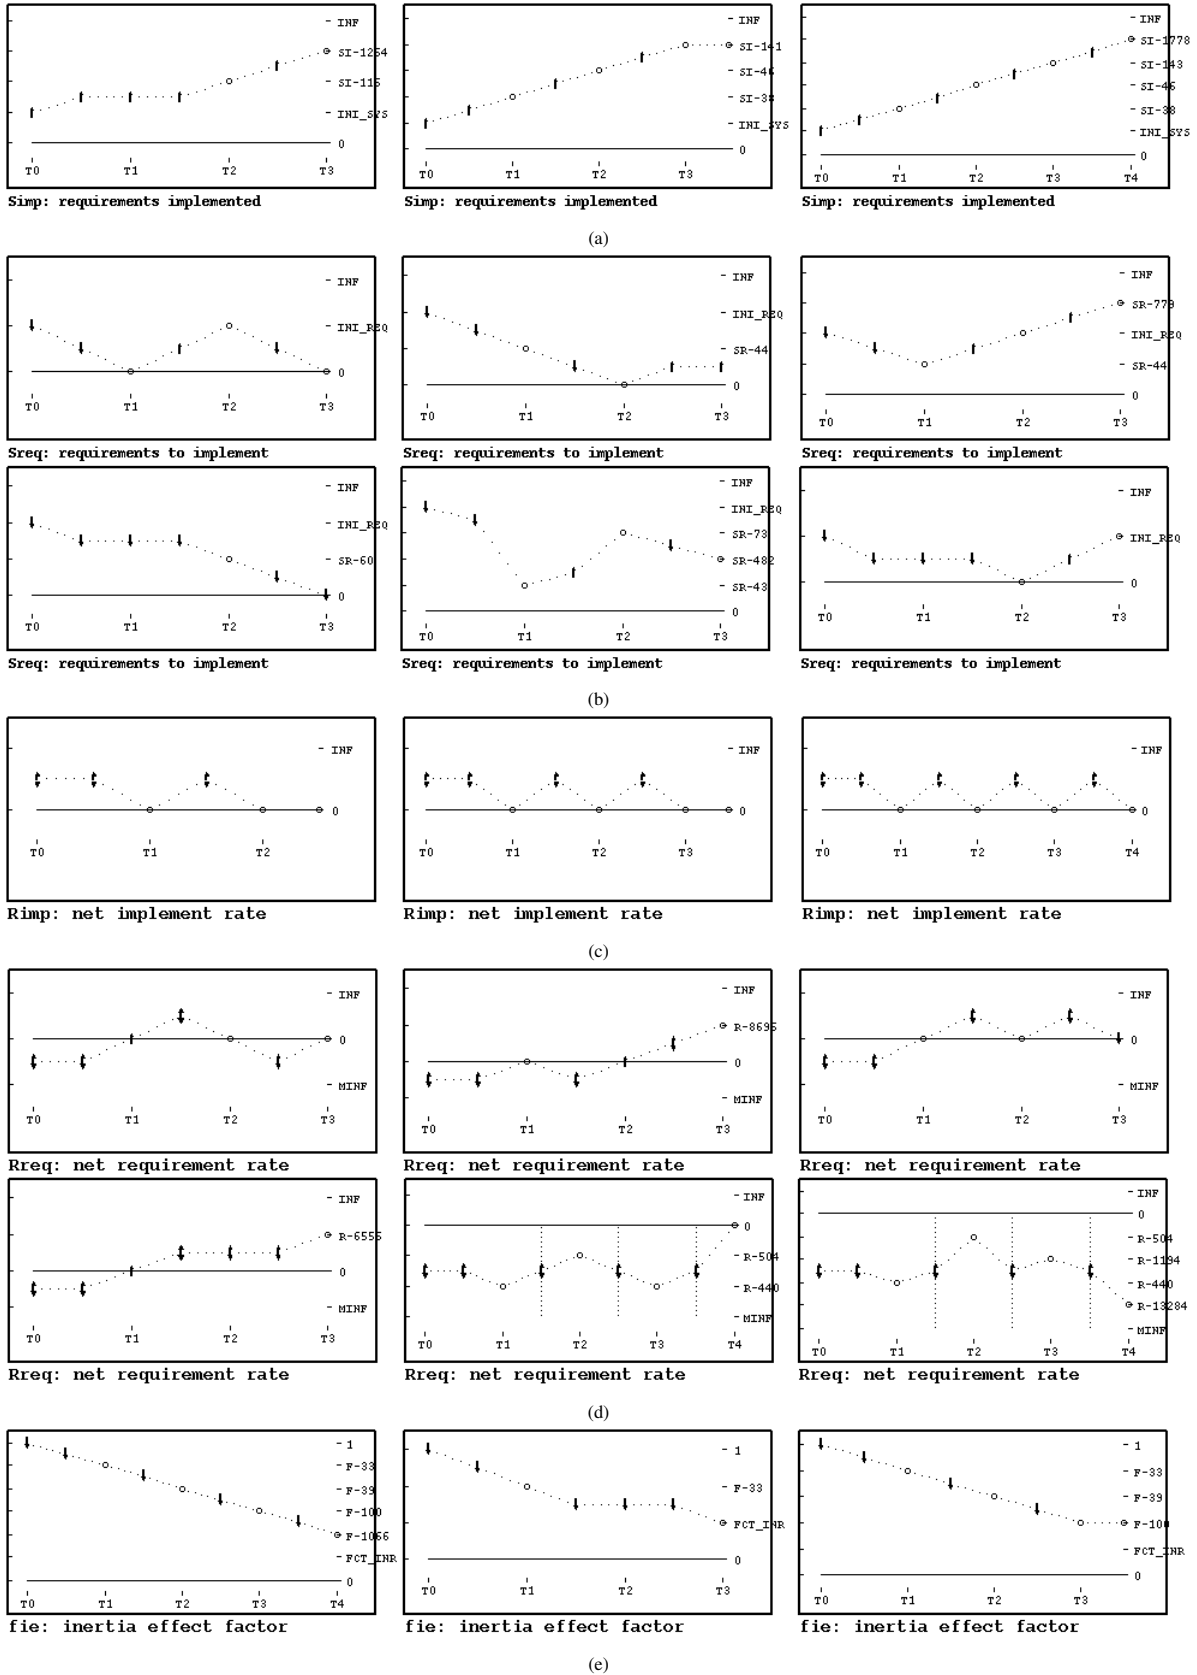 INF
SI-1254
SI-115
INI_SYS
0
T0 T1 T2 T3
Simp: requirements implemented
INF
SI-141
SI-46
SI-38
INI_SYS
0
T0 T1 T2 T3
Simp: requirements implemented
INF
SI-1778
SI-143
SI-46
SI-38
INI_SYS
0
T0 T1 T2 T3 T4
Simp: requirements implemented
(a)
INF
INI_REQ
0
T0 T1 T2 T3
Sreq: requirements to implement
INF
INI_REQ
SR-44
0
T0 T1 T2 T3
Sreq: requirements to implement
INF
SR-779
INI_REQ
SR-44
0
T0 T1 T2 T3
Sreq: requirements to implement
INF
INI_REQ
SR-60
0
T0 T1 T2 T3
Sreq: requirements to implement
INF
INI_REQ
SR-73
SR-482
SR-43
0
T0 T1 T2 T3
Sreq: requirements to implement
INF
INI_REQ
0
T0 T1 T2 T3
Sreq: requirements to implement
(b)
INF
0
T0 T1 T2
Rimp: net implement rate
INF
0
T0 T1 T2 T3
Rimp: net implement rate
INF
0
T0 T1 T2 T3 T4
Rimp: net implement rate
(c)
INF
0
MINF
T0 T1 T2 T3
Rreq: net requirement rate
INF
R-8695
0
MINF
T0 T1 T2 T3
Rreq: net requirement rate
INF
0
MINF
T0 T1 T2 T3
Rreq: net requirement rate
INF
R-6555
0
MINF
T0 T1 T2 T3
Rreq: net requirement rate
0
R-504
R-440
MINF
T0 T1 T2 T3 T4
Rreq: net requirement rate
INF
0
R-504
R-1194
R-440
R-13284
MINF
T0 T1 T2 T3 T4
Rreq: net requirement rate
(d)
1
F-33
F-39
F-100
F-1066
FCT_INR
0
T0 T1 T2 T3 T4
fie: inertia effect factor
1
F-33
FCT_INR
0
T0 T1 T2 T3
fie: inertia effect factor
1
F-33
F-39
F-100
FCT_INR
0
T0 T1 T2 T3
fie: inertia effect factor
(e)